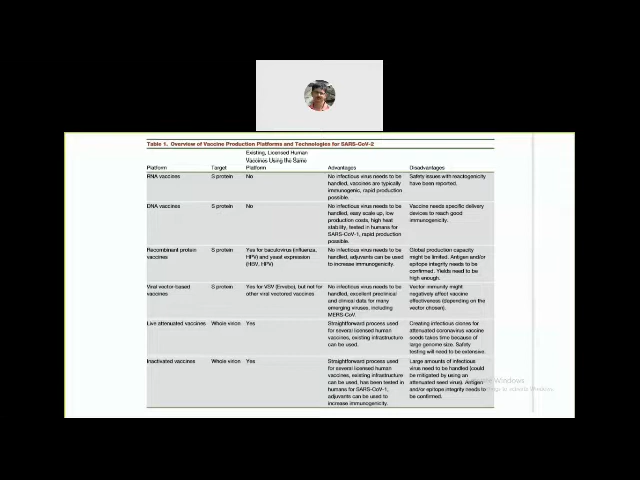 Table 1. Overview of Vaccine Production Platforms and Technologies for SARS-CoV-2
Existing, Licensed Human
Vaccines Using the Same
Platform Target Platform Advantages Disadvantages
RNA vaccines S protein No No infectious virus needs to be Safety issues with reactogenicity
handled, vaccines are typically have been reported.
immunogenic, rapid production
possible.
DNA vaccines S protein No No infectious virus needs to be Vaccine needs specific delivery
handled, easy scale up, low devices to reach good
production costs, high heat immunogenicity.
stability, tested in humans for
SARS-CoV-1, rapid production
possible.
Recombinant protein S protein Yes for baculovirus (influenza, No infectious virus needs to be Global production capacity
vaccines HPV) and yeast expression handled, adjuvants can be used might be limited. Antigen and/or
(HBV, HPV) to increase immunogenicity. epitope integrity needs to be
confirmed. Yields need to be
high enough.
Viral vector-based S protein Yes for VSV (Ervebo), but not for No infectious virus needs to be Vector immunity might
vaccines other viral vectored vaccines handled, excellent preclinical negatively affect vaccine
and clinical data for many effectiveness (depending on the
emerging viruses, including vector chosen).
MERS-CoV.
Live attenuated vaccines Whole virion Yes Straightforward process used Creating infectious clones for
for several licensed human attenuated coronavirus vaccine
vaccines, existing infrastructure seeds takes time because of
can be used. large genome size. Safety
testing will need to be extensive.
Inactivated vaccines Whole virion Yes Straightforward process used Large amounts of infectious
for several licensed human virus need to be handled (could
vaccines, existing infrastructure be mitigated by using an
can be used, has been tested in attenuated seed virus). Antigen
humans for SARS-CoV-1, and/or epitope integrity needs to
adjuvants can be used to be confirmed.
increase immunogenicity.
Windows